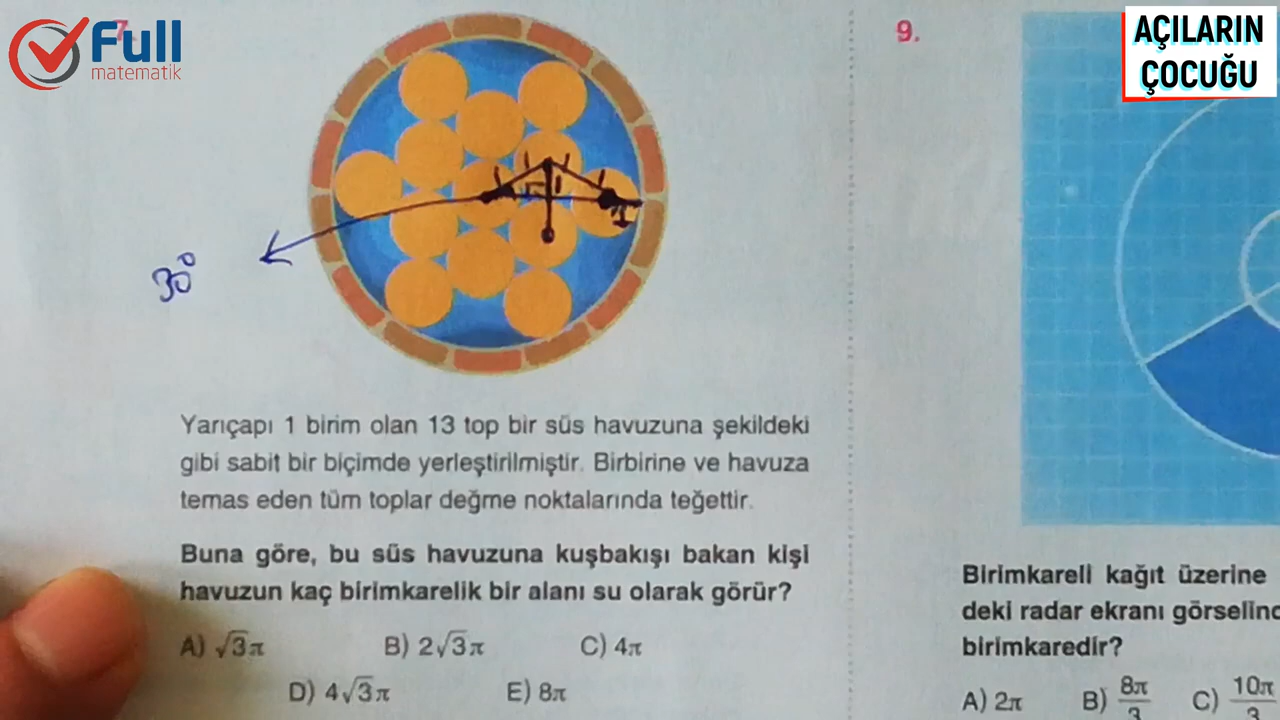 Full
matematik
AÇILARIN
ÇOCUĞU
7.
30°
1
Yarıçapı 1 birim olan 13 top bir süs havuzuna şekildeki
gibi sabit bir biçimde yerleştirilmiştir. Birbirine ve havuza
temas eden tüm toplar değme noktalarında teğettir.
Buna göre, bu süs havuzuna kuşbakışı bakan kişi
havuzun kaç birimkarelik bir alanı su olarak görür?
A) √3π B) 2√3π C) 4π
D) 4√3π E) 8π
9.
Birimkareli kağıt üzerine
deki radar ekranı görselinc
birimkaredir?
A) 2π B) 8π/3 C) 10π/3